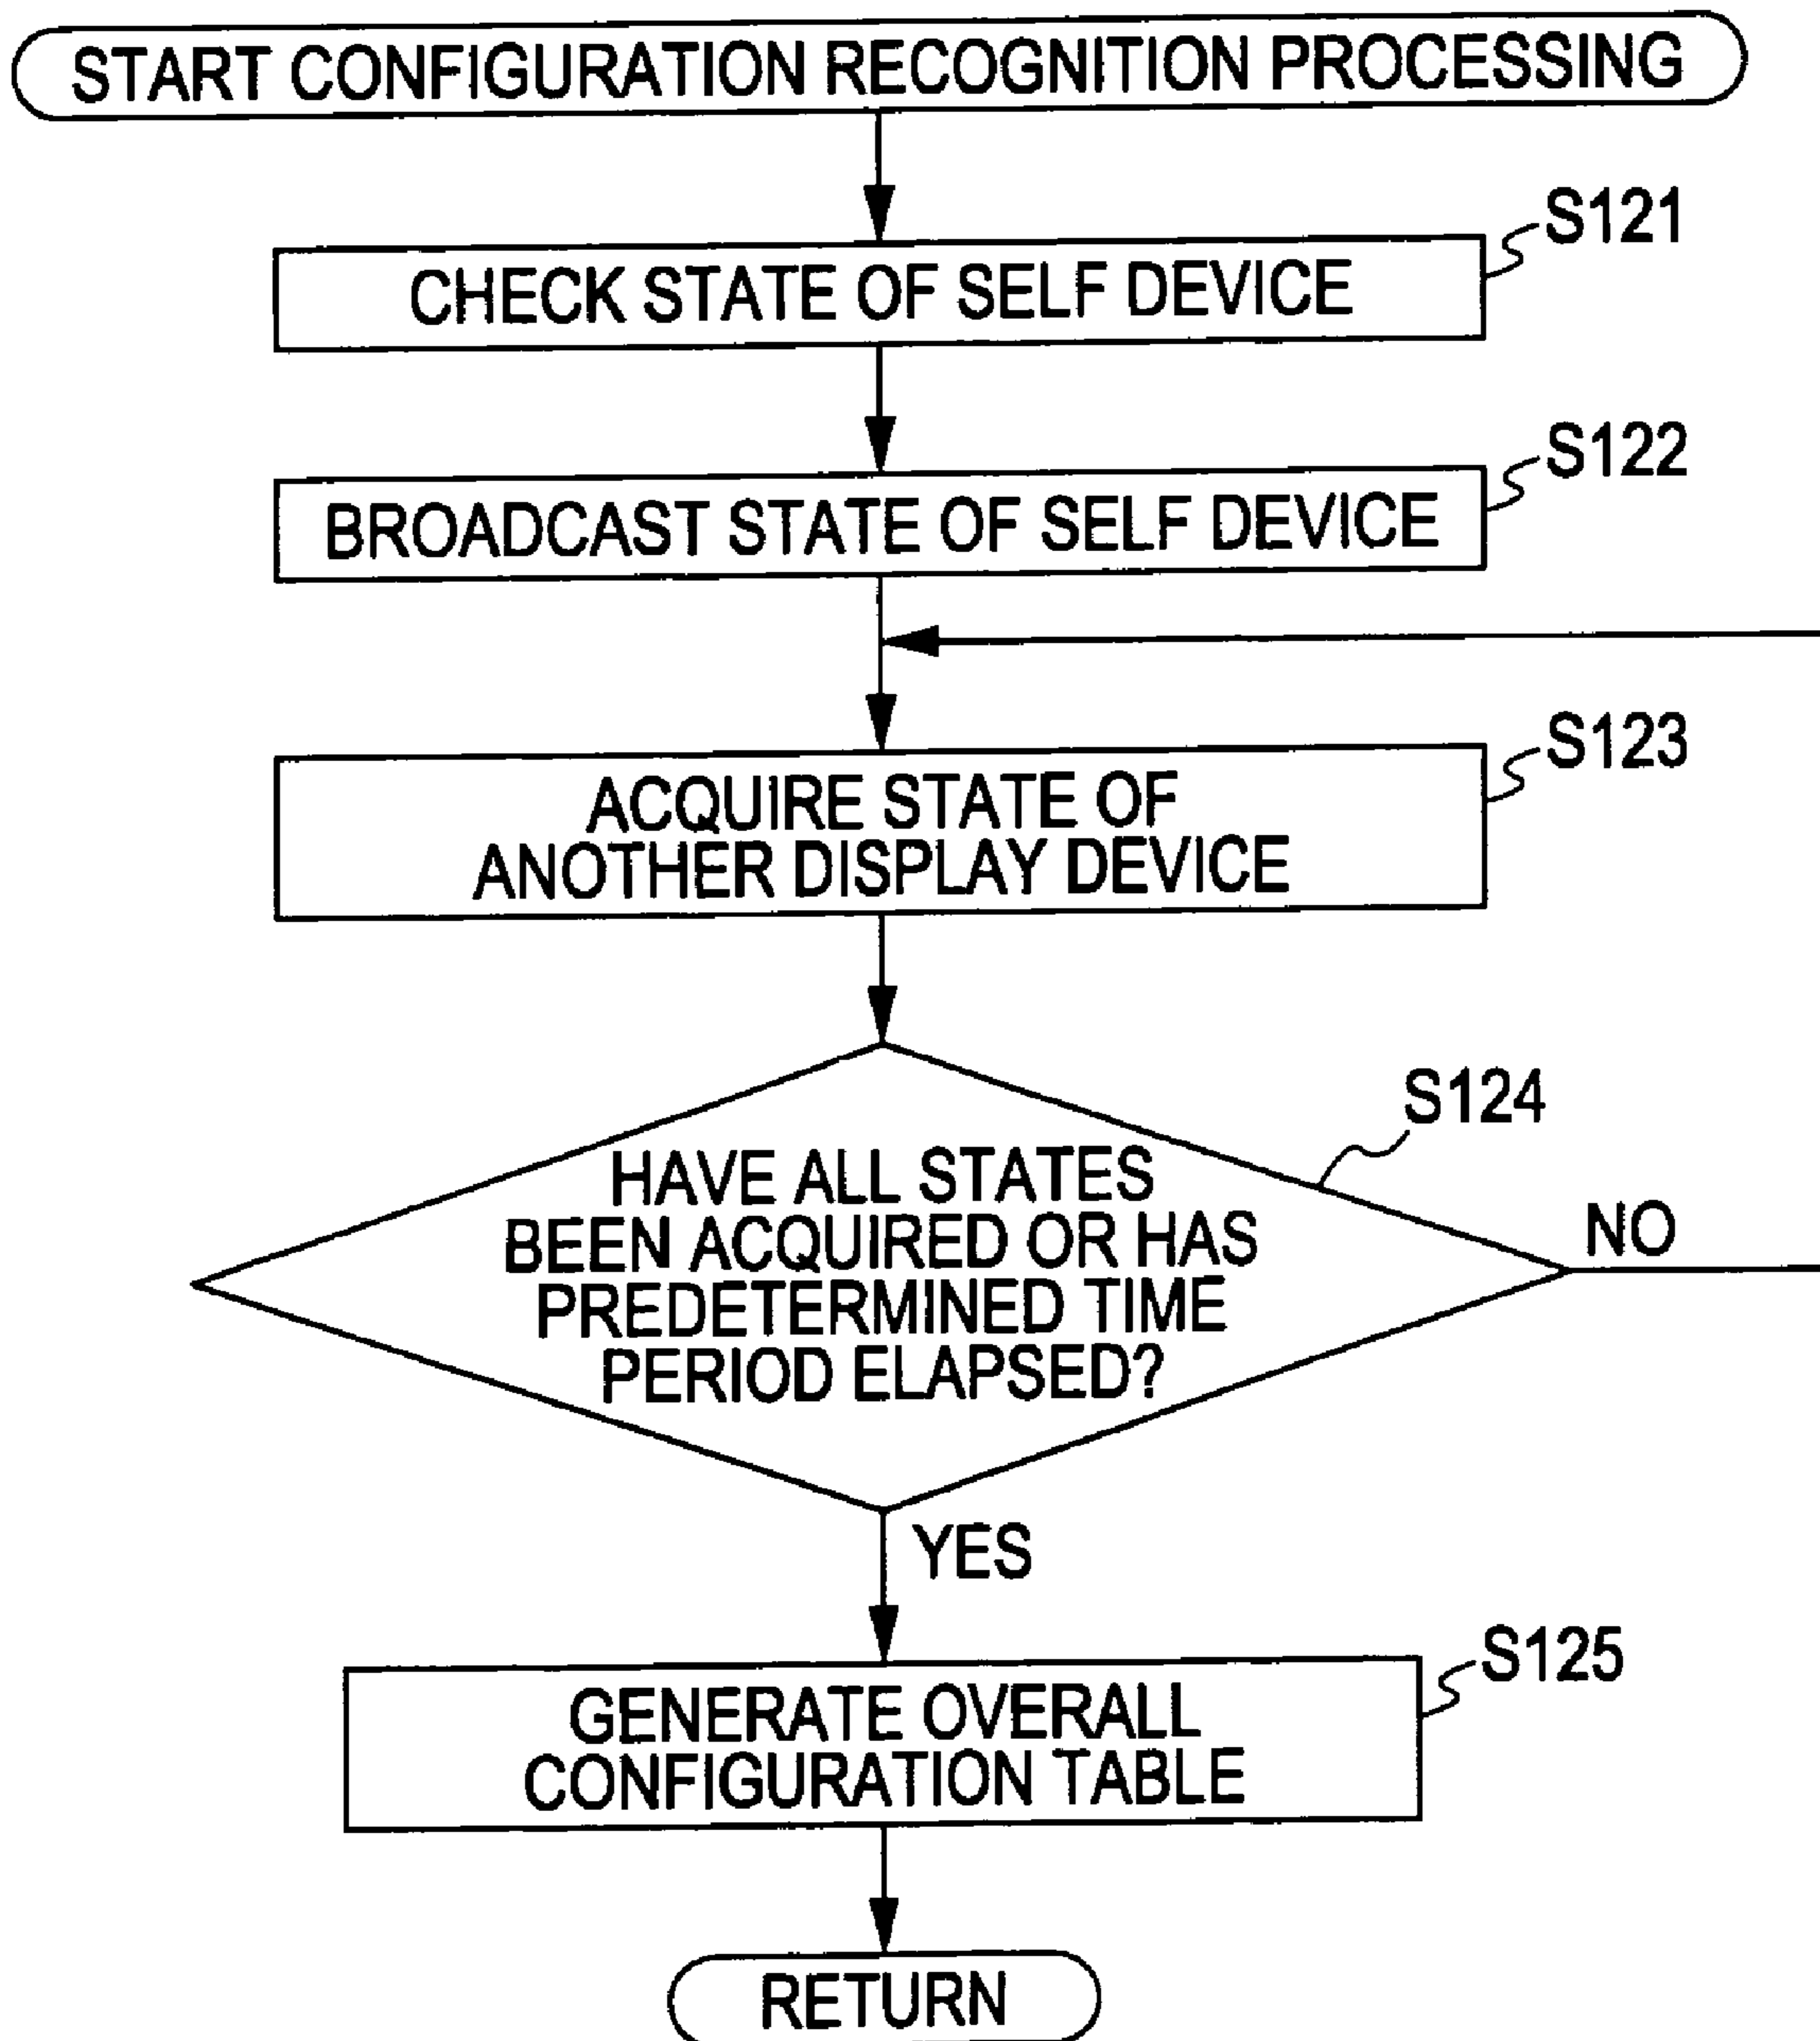 START CONFIGURATION RECOGNITION PROCESSING
S121
CHECK STATE OF SELF DEVICE
S122
BROADCAST STATE OF SELF DEVICE
S123
ACQUIRE STATE OF
ANOTHER DISPLAY DEVICE
S124
HAVE ALL STATES
BEEN ACQUIRED OR HAS
PREDETERMINED TIME
PERIOD ELAPSED?
NO
YES
S125
GENERATE OVERALL
CONFIGURATION TABLE
RETURN